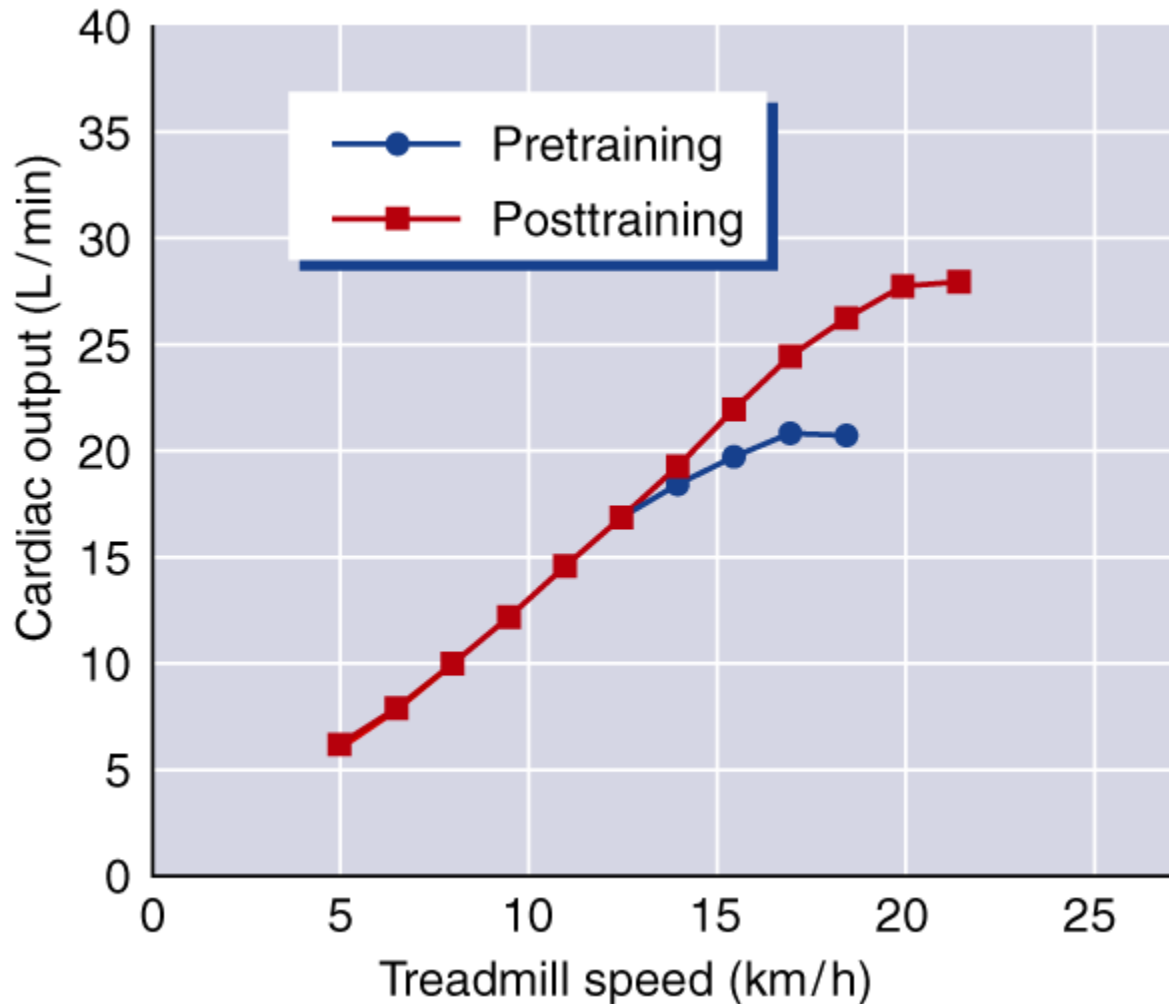 Cardiac output (L/min)
40
35
30
25
20
15
10
5
0
Pretraining
Posttraining
0 5 10 15 20 25
Treadmill speed (km/h)